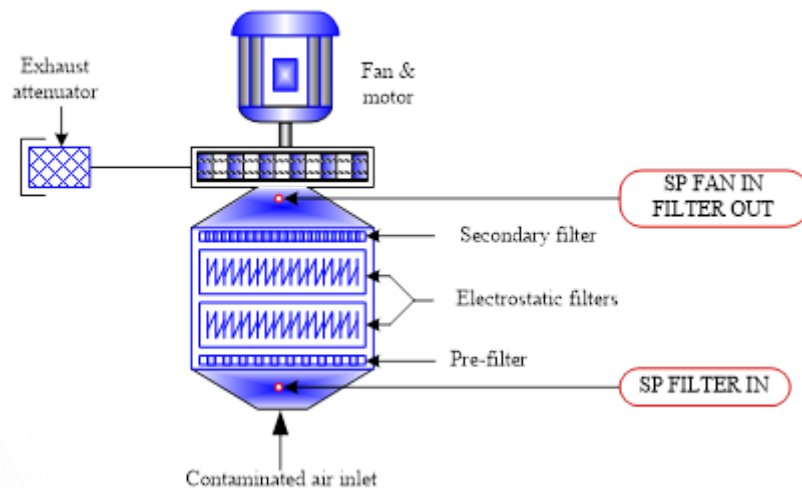 Exhaust
attenuator
Fan &
motor
SP FAN IN
FILTER OUT
Secondary filter
Electrostatic filters
Pre-filter
SP FILTER IN
Contaminated air inlet